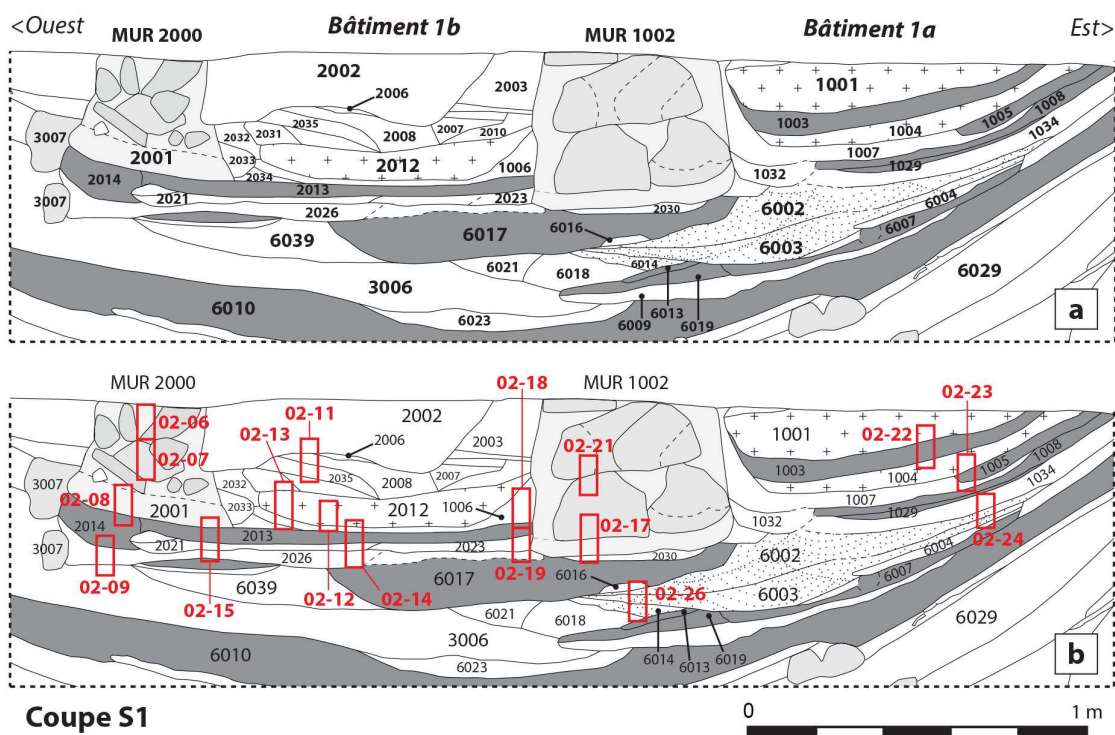 <Ouest Bâtiment 1b Bâtiment 1a Est>
MUR 2000 MUR 1002
2002 2003 1001
2006
3007 2032 2031 2035 2008 2007 2010 1003 1004 1005 1008
2001 2033 2012 1006 1007 1029 1034
2014 2034 2013 1032
3007 2021 2026 2023 2030 6002 6004
6039 6017 6016 6003 6007
6021 6018 6014 6029
3006
6010 6023 6009 6013 6019
a
MUR 2000 02-18 MUR 1002 02-23
02-06 02-11 2002 1001 02-22
02-13 2006 2003 02-21
02-07 1003 1005 1008
3007 02-08 2032 2035 2008 2007 1004 1034
2001 2033 2012 1006 1007 1029
2014 2013 02-17 1032
3007 2021 2026 2023 2030 6002 6004 02-24
02-09 6039 02-12 6017 02-19 6016 6007
02-15 02-14 02-26 6003
6021 6018 6029
3006
6010 6023 6014 6013 6019
b
Coupe S1 0 1 m